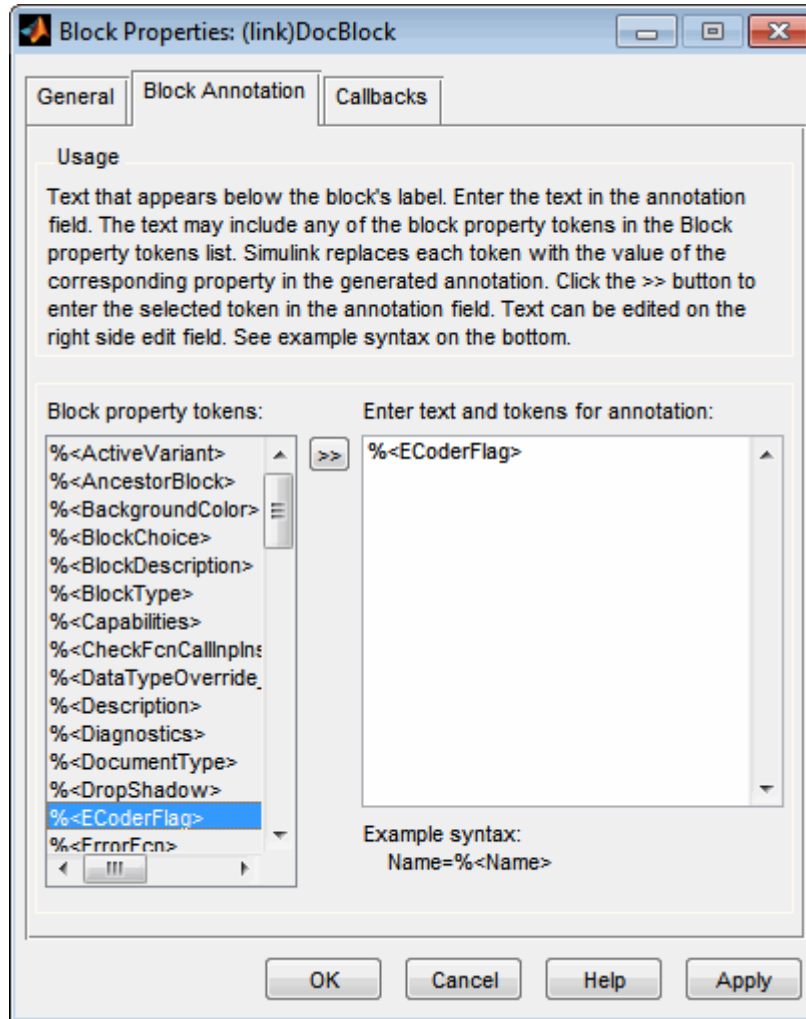 Block Properties: (link)DocBlock
General
Block Annotation
Callbacks
Usage
Text that appears below the block's label. Enter the text in the annotation
field. The text may include any of the block property tokens in the Block
property tokens list. Simulink replaces each token with the value of the
corresponding property in the generated annotation. Click the >> button to
enter the selected token in the annotation field. Text can be edited on the
right side edit field. See example syntax on the bottom.
Block property tokens:
Enter text and tokens for annotation:
%<ActiveVariant>
%<AncestorBlock>
%<BackgroundColor>
%<BlockChoice>
%<BlockDescription>
%<BlockType>
%<Capabilities>
%<CheckFcnCallInpIns
%<DataTypeOverride_
%<Description>
%<Diagnostics>
%<DocumentType>
%<DropShadow>
%<ECoderFlag>
%<ErrorFcn>
>>
%<ECoderFlag>
Example syntax:
Name=%<Name>
OK
Cancel
Help
Apply